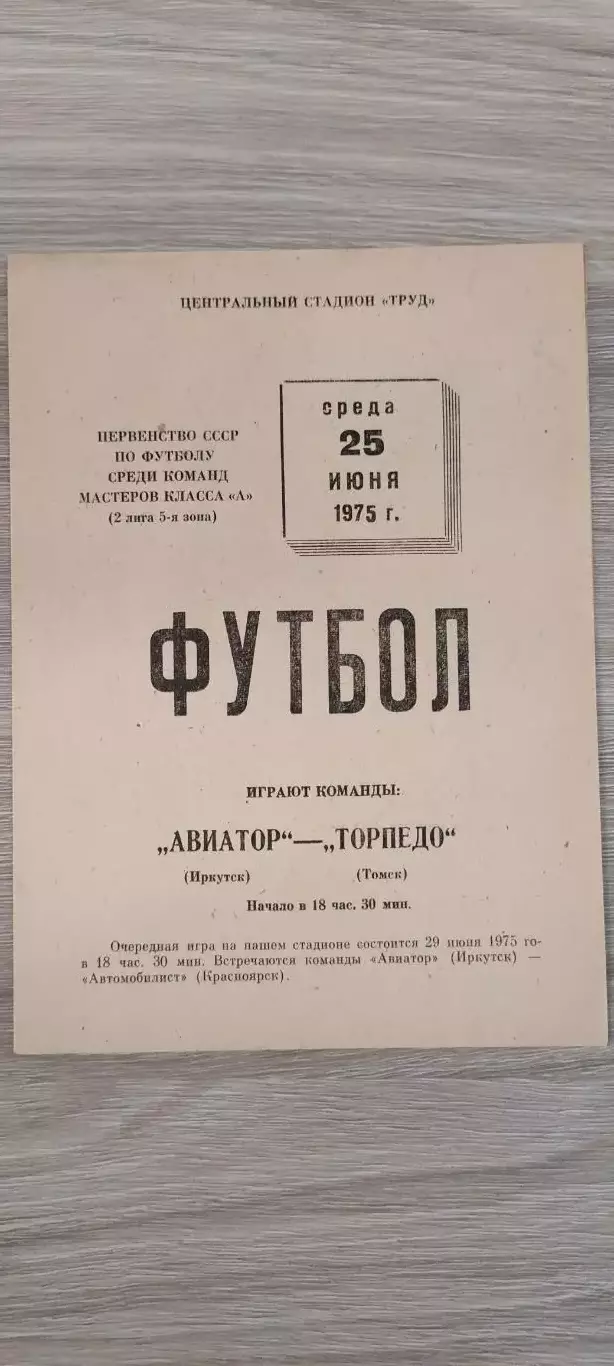 ЦЕНТРАЛЬНЫЙ СТАДИОН «ТРУД»
ПЕРВЕНСТВО СССР
ПО ФУТБОЛУ
СРЕДИ КОМАНД
МАСТЕРОВ КЛАССА «А»
(2 лига 5-я зона)
среда
25
ИЮНЯ
1975 г.
ФУТБОЛ
ИГРАЮТ КОМАНДЫ:
„АВИАТОР“—„ТОРПЕДО“
(Иркутск) (Томск)
Начало в 18 час. 30 мин.
Очередная игра на нашем стадионе состоится 29 июня 1975 го-
в 18 час. 30 мин. Встречаются команды «Авиатор» (Иркутск) —
«Автомобилист» (Красноярск).